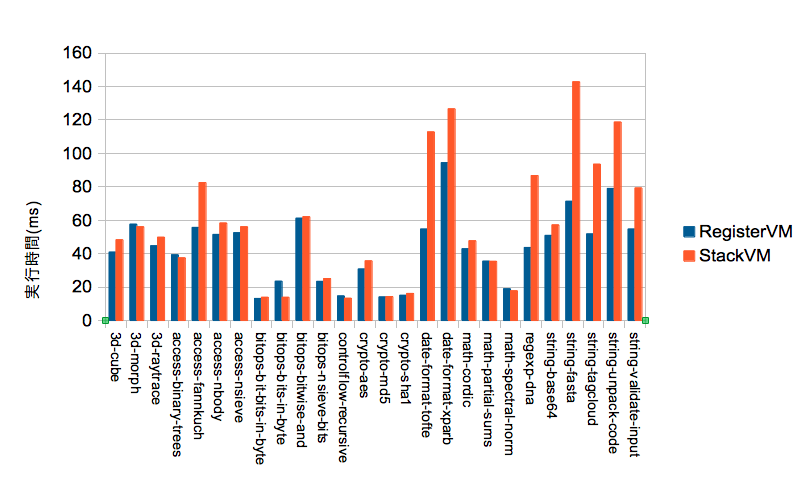 160
140
120
100
80
60
40
20
0
実行時間(ms)
3d-cube
3d-morph
3d-raytrace
access-binary-trees
access-fannkuch
access-nbody
access-nsieve
bitops-bit-bits-in-byte
bitops-bits-in-byte
bitops-bitwise-and
bitops-nsieve-bits
controlflow-recursive
crypto-aes
crypto-md5
crypto-sha1
date-format-tofte
date-format-xparb
math-cordic
math-partial-sums
math-spectral-norm
regexp-dna
string-base64
string-fasta
string-tagcloud
string-unpack-code
string-validate-input
RegisterVM
StackVM